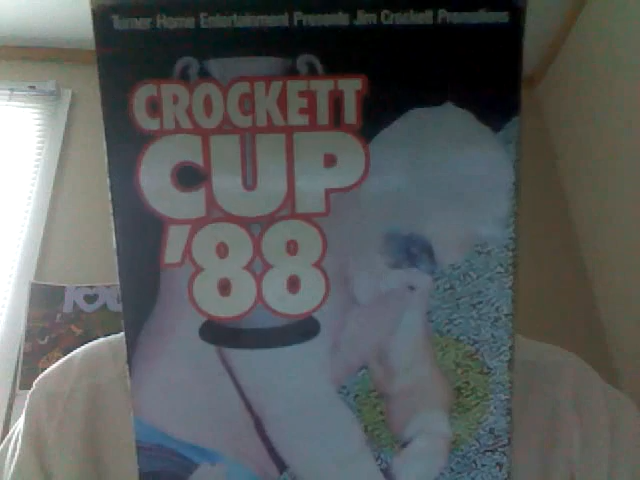 Turner Home Entertainment Presents Jim Crockett Promotions
CROCKETT
CUP
'88